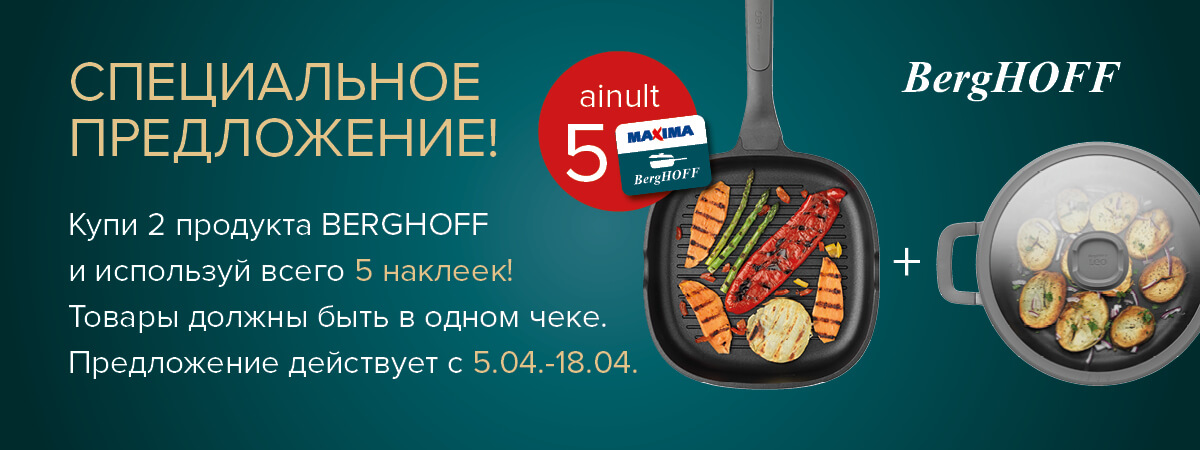 СПЕЦИАЛЬНОЕ
ПРЕДЛОЖЕНИЕ!
Купи 2 продукта BERGHOFF
и используй всего 5 наклеек!
Товары должны быть в одном чеке.
Предложение действует с 5.04.-18.04.
ainult
5
MAXIMA
BergHOFF
+
BergHOFF
LEO